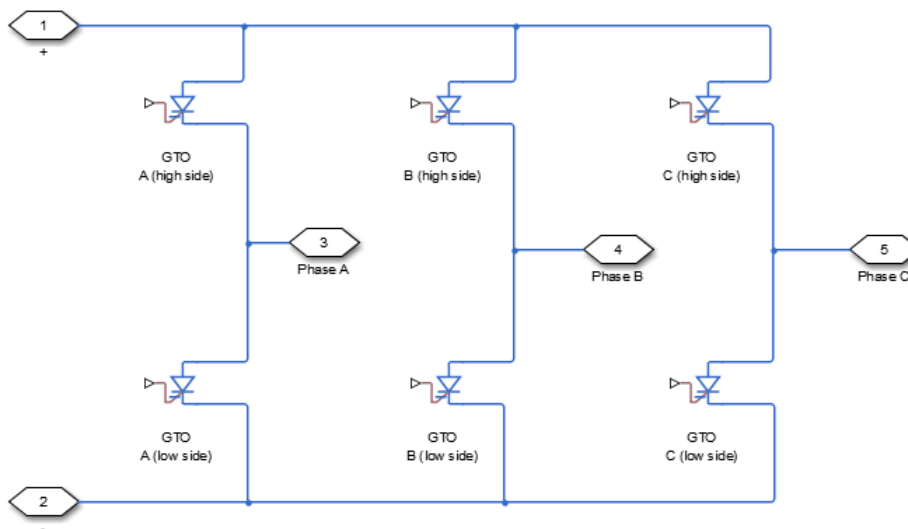 1
+
GTO
A (high side)
GTO
B (high side)
GTO
C (high side)
3
Phase A
4
Phase B
5
Phase C
GTO
A (low side)
GTO
B (low side)
GTO
C (low side)
2